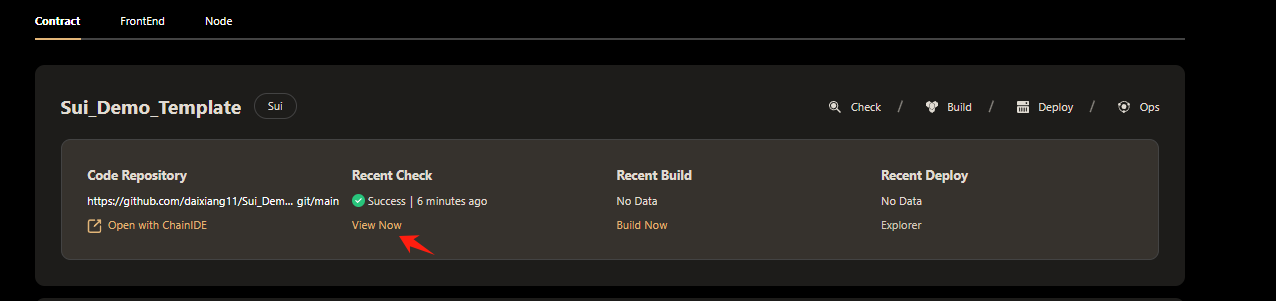 Contract FrontEnd Node
Sui_Demo_Template Sui Check / Build / Deploy / Ops
Code Repository Recent Check Recent Build Recent Deploy
https://github.com/daixiang11/Sui_Dem... git/main Success | 6 minutes ago No Data No Data
Open with ChainIDE View Now Build Now Explorer